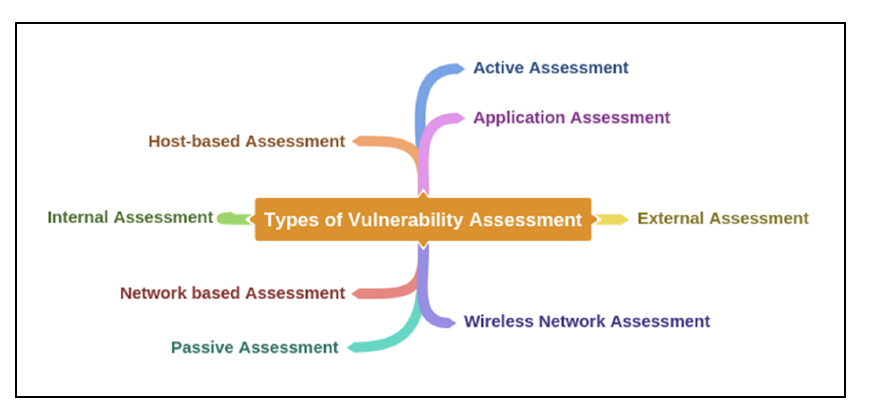 Active Assessment
Application Assessment
Host-based Assessment
Internal Assessment
Types of Vulnerability Assessment
External Assessment
Network based Assessment
Wireless Network Assessment
Passive Assessment